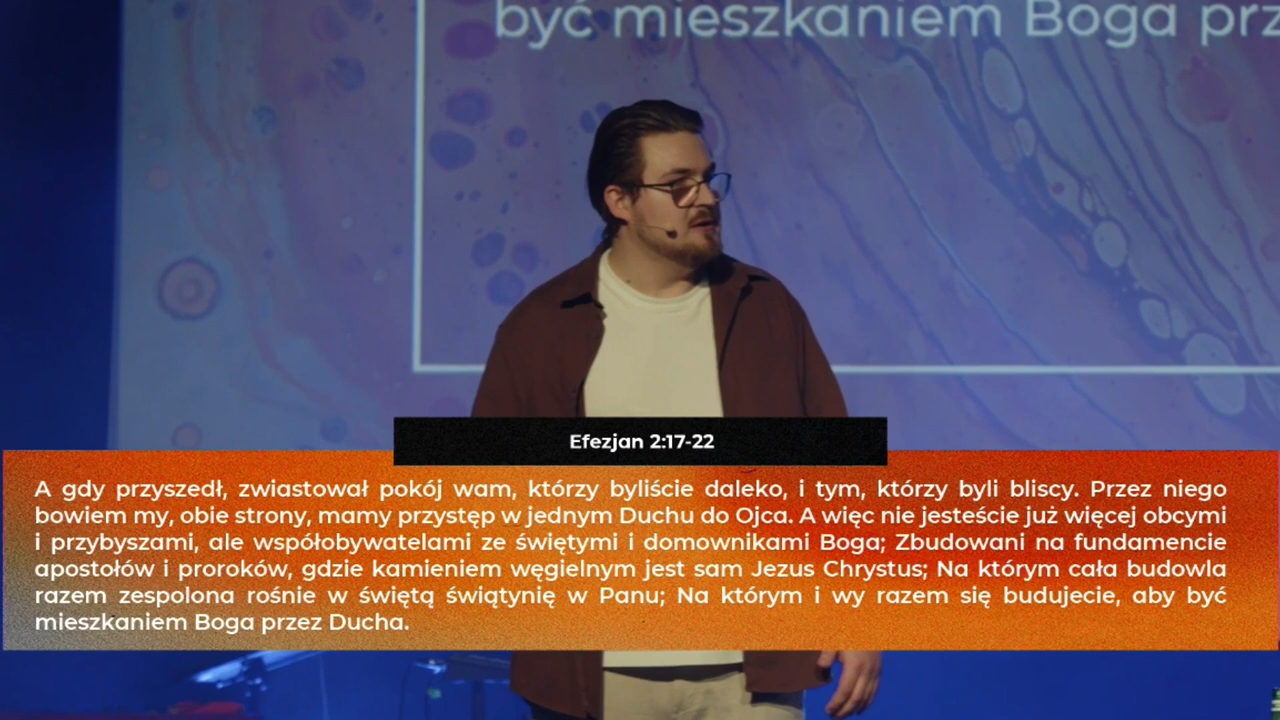 być mieszkaniem Boga prz
Efezjan 2:17-22
A gdy przyszedł, zwiastował pokój wam, którzy byliście daleko, i tym, którzy byli bliscy. Przez niego
bowiem my, obie strony, mamy przystęp w jednym Duchu do Ojca. A więc nie jesteście już więcej obcymi
i przybyszami, ale współobywatelami ze świętymi i domownikami Boga; Zbudowani na fundamencie
apostołów i proroków, gdzie kamieniem węgielnym jest sam Jezus Chrystus; Na którym cała budowla
razem zespolona rośnie w świętą świątynię w Panu; Na którym i wy razem się budujecie, aby być
mieszkaniem Boga przez Ducha.